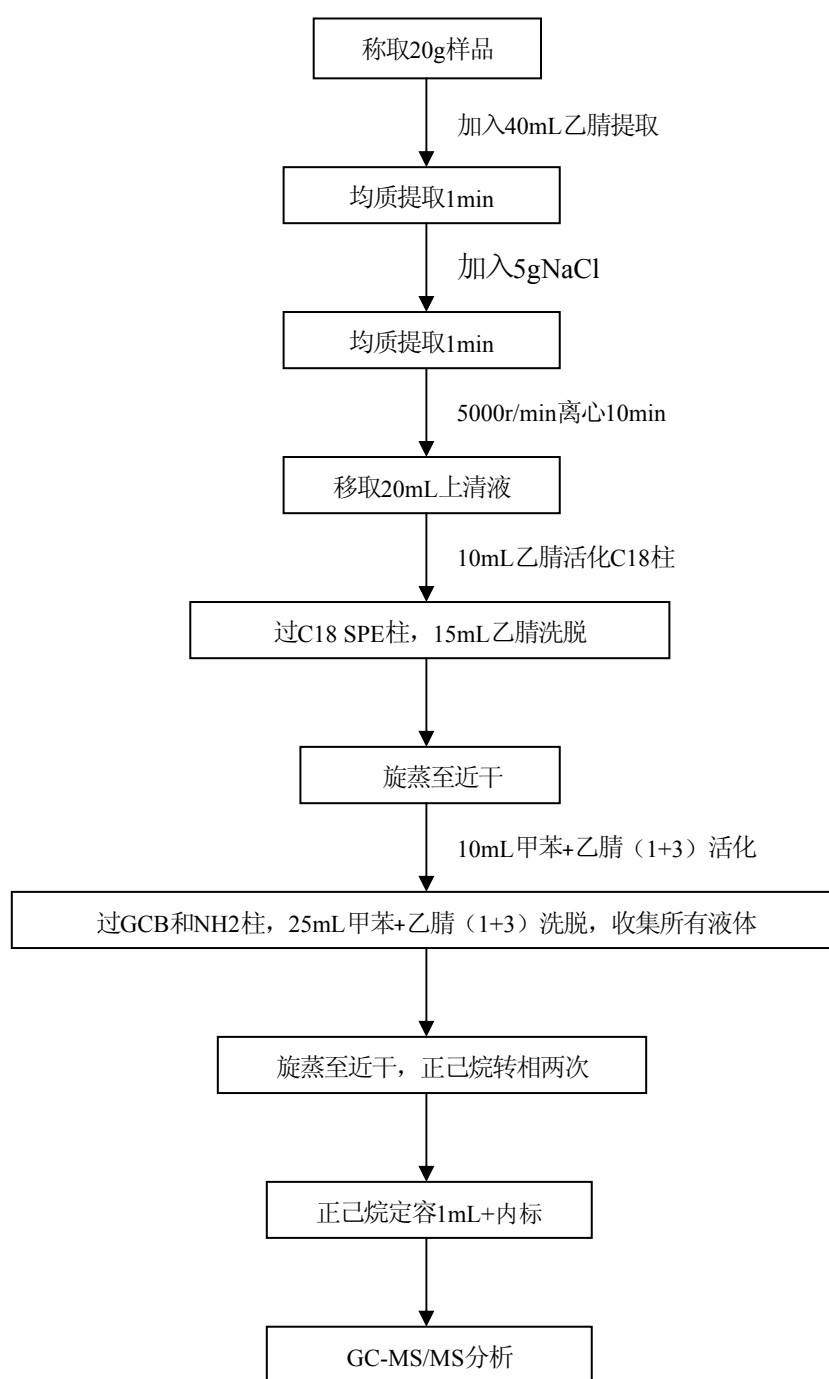 称取20g样品
加入40mL乙腈提取
均质提取1min
加入5gNaCl
均质提取1min
5000r/min离心10min
移取20mL上清液
10mL乙腈活化C18柱
过C18 SPE柱，15mL乙腈洗脱
旋蒸至近干
10mL甲苯+乙腈（1+3）活化
过GCB和NH2柱，25mL甲苯+乙腈（1+3）洗脱，收集所有液体
旋蒸至近干，正己烷转相两次
正己烷定容1mL+内标
GC-MS/MS分析